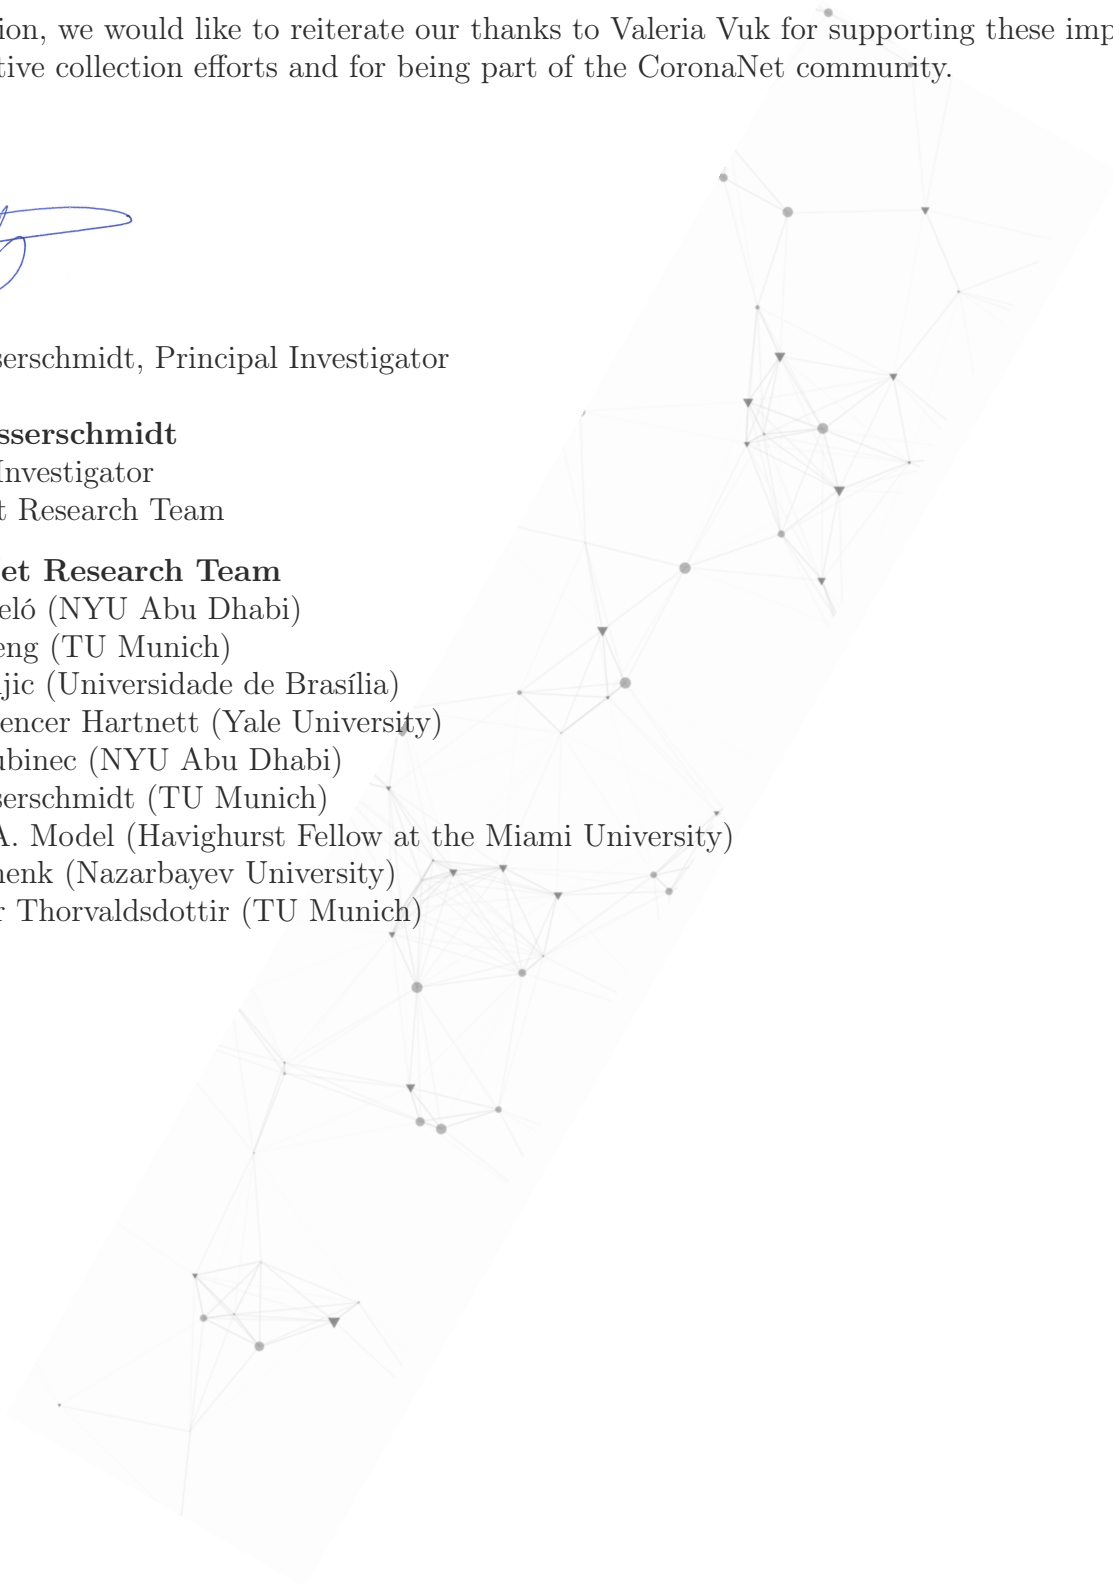 ion, we would like to reiterate our thanks to Valeria Vuk for supporting these imp
tive collection efforts and for being part of the CoronaNet community.
serschmidt, Principal Investigator
sserschmidt
Investigator
t Research Team
et Research Team
eló (NYU Abu Dhabi)
eng (TU Munich)
jic (Universidade de Brasília)
encer Hartnett (Yale University)
ubinec (NYU Abu Dhabi)
serschmidt (TU Munich)
A. Model (Havighurst Fellow at the Miami University)
henk (Nazarbayev University)
r Thorvaldsdottir (TU Munich)